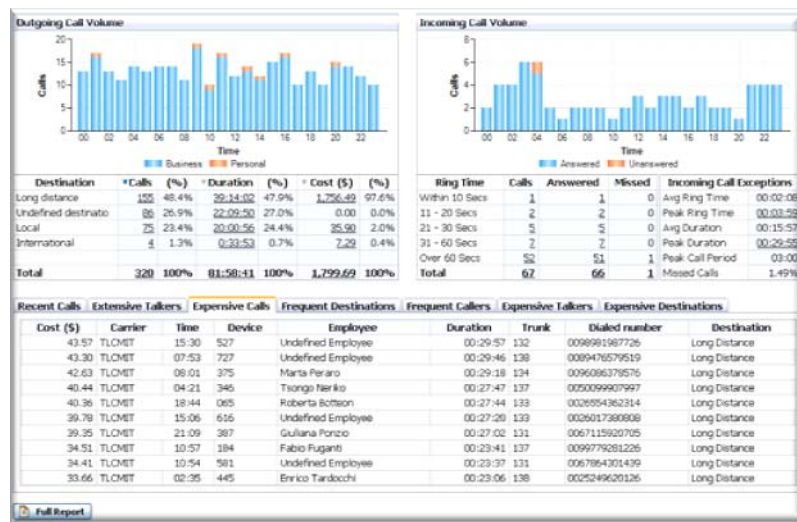 Outgoing Call Volume
Incoming Call Volume
20
15
10
5
0
Calls
00 02 04 06 08 10 12 14 16 18 20 22
Time
Business Personal
8
6
4
2
0
Calls
00 02 04 06 08 10 12 14 16 18 20 22
Time
Answered Unanswered
Destination Calls (%) Duration (%) Cost ($) (%)
Long distance 155 48.4% 39:14:02 47.9% 1,756.49 97.6%
Undefined destinatio 86 26.9% 22:09:50 27.0% 0.00 0.0%
Local 75 23.4% 20:00:56 24.4% 35.90 2.0%
International 4 1.3% 0:33:53 0.7% 7.29 0.4%
Total 320 100% 81:58:41 100% 1,799.69 100%
Ring Time Calls Answered Missed Incoming Call Exceptions
Within 10 Secs 1 1 0 Avg Ring Time 00:02:08
11 - 20 Secs 2 2 0 Peak Ring Time 00:03:59
21 - 30 Secs 5 5 0 Avg Duration 00:15:57
31 - 60 Secs 7 7 0 Peak Duration 00:29:55
Over 60 Secs 52 51 1 Peak Call Period 03:00
Total 67 66 1 Missed Calls 1.49%
Recent Calls Extensive Talkers Expensive Calls Frequent Destinations Frequent Callers Expensive Talkers Expensive Destinations
Cost ($) Carrier Time Device Employee Duration Trunk Dialed number Destination
43.57 TLCMIT 15:30 527 Undefined Employee 00:29:57 132 0098981987726 Long Distance
43.30 TLCMIT 07:53 727 Undefined Employee 00:29:46 138 0089476579519 Long Distance
42.63 TLCMIT 08:01 375 Marta Peraro 00:29:18 134 0096086378576 Long Distance
40.44 TLCMIT 04:21 346 Tsongo Neriko 00:27:47 137 0050099907997 Long Distance
40.36 TLCMIT 18:44 065 Roberta Botteon 00:27:44 133 0026554362314 Long Distance
39.78 TLCMIT 15:06 616 Undefined Employee 00:27:20 133 0026017380808 Long Distance
39.35 TLCMIT 21:09 387 Giuliana Ponzio 00:27:02 131 0067115920705 Long Distance
34.51 TLCMIT 10:57 184 Fabio Fuganti 00:23:41 137 0099779281226 Long Distance
34.41 TLCMIT 10:54 581 Undefined Employee 00:23:37 131 0067864301439 Long Distance
33.66 TLCMIT 02:35 445 Enrico Tardocchi 00:23:06 138 0025249620126 Long Distance
Full Report